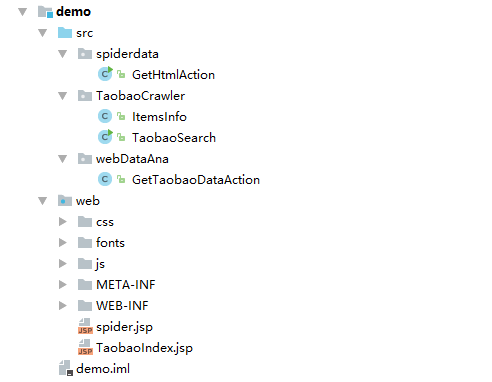 demo
src
spiderdata
GetHtmlAction
TaobaoCrawler
ItemsInfo
TaobaoSearch
webDataAna
GetTaobaoDataAction
web
css
fonts
js
META-INF
WEB-INF
spider.jsp
TaobaoIndex.jsp
demo.iml